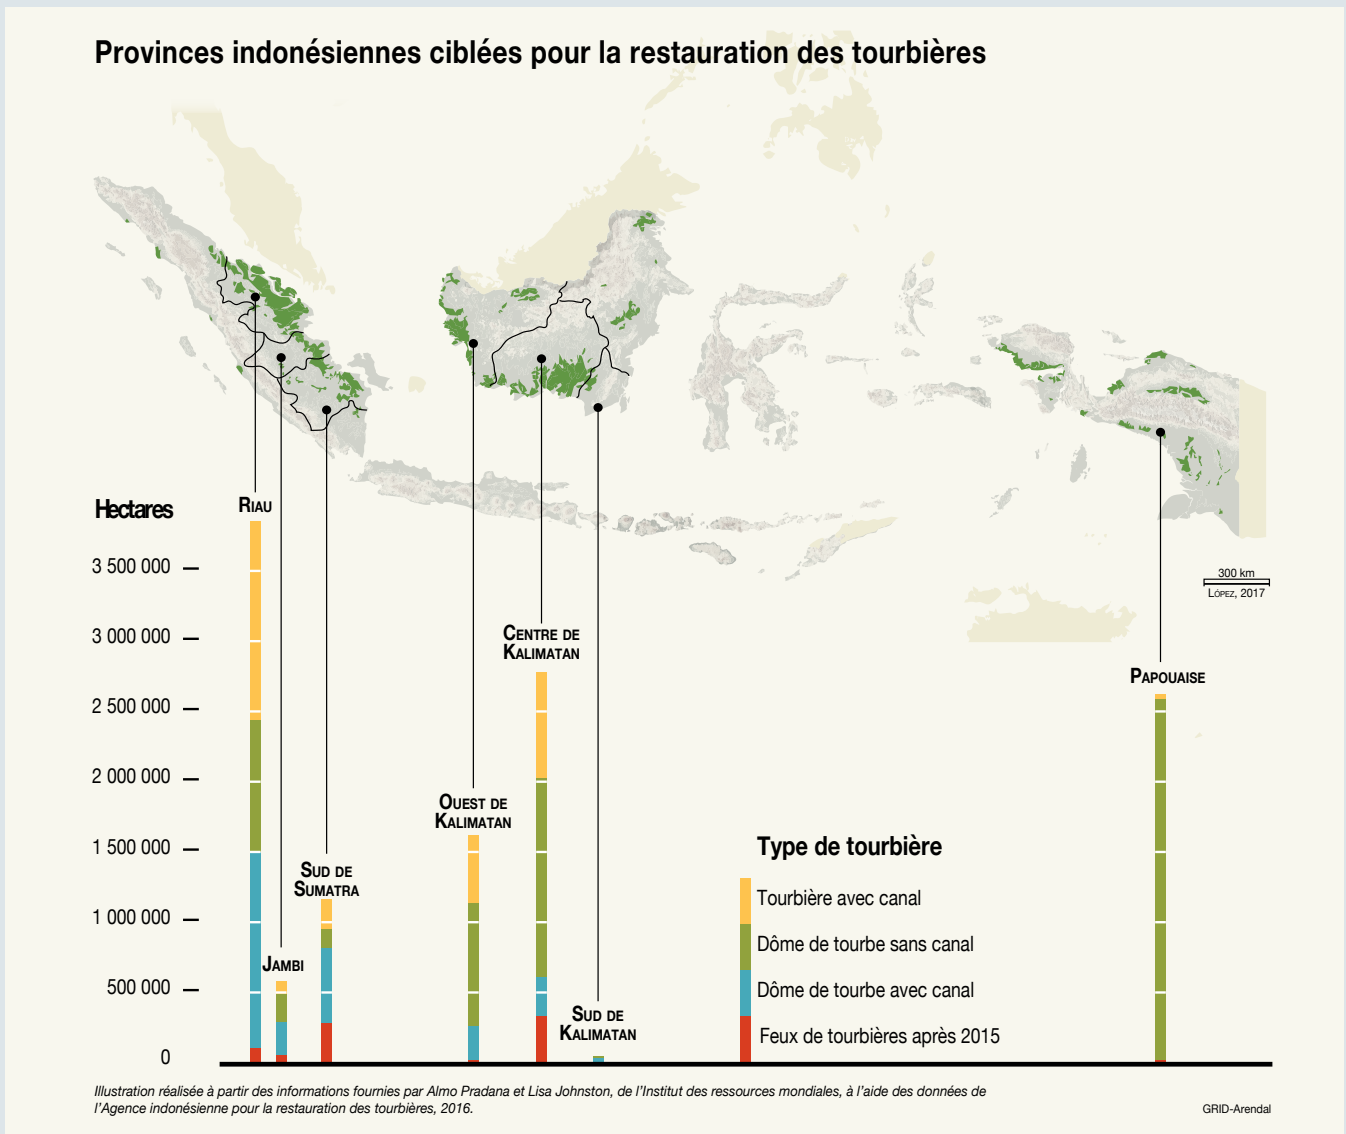 Provinces indonésiennes ciblées pour la restauration des tourbières
Hectares
RIAU
3 500 000
300 km
LÓPEZ, 2017
3 000 000
CENTRE DE
KALIMATAN
PAPOUAISE
2 500 000
2 000 000
OUEST DE
KALIMATAN
1 500 000
Type de tourbière
SUD DE
SUMATRA
Tourbière avec canal
1 000 000
Dôme de tourbe sans canal
JAMBI
500 000
Dôme de tourbe avec canal
SUD DE
KALIMATAN
Feux de tourbières après 2015
0
Illustration réalisée à partir des informations fournies par Almo Pradana et Lisa Johnston, de l'Institut des ressources mondiales, à l'aide des données de
l'Agence indonésienne pour la restauration des tourbières, 2016.
GRID-Arendal